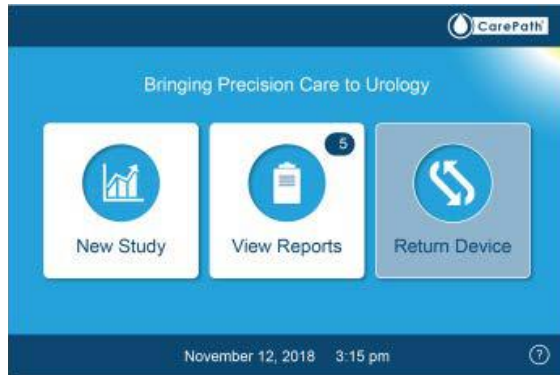 CarePath
Bringing Precision Care to Urology
5
New Study
View Reports
Return Device
November 12, 2018 3:15 pm
?